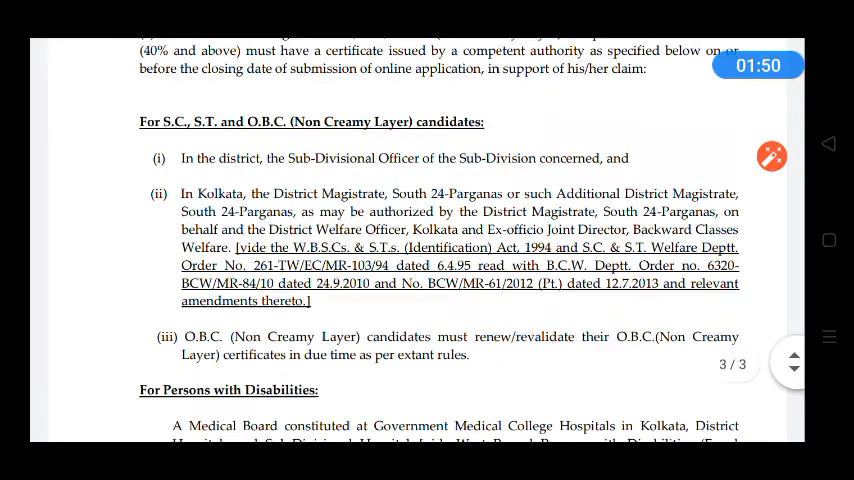 (40% and above) must have a certificate issued by a competent authority as specified below on or
before the closing date of submission of online application, in support of his/her claim:
01:50
For S.C., S.T. and O.B.C. (Non Creamy Layer) candidates:
(i) In the district, the Sub-Divisional Officer of the Sub-Division concerned, and
(ii) In Kolkata, the District Magistrate, South 24-Parganas or such Additional District Magistrate,
South 24-Parganas, as may be authorized by the District Magistrate, South 24-Parganas, on
behalf and the District Welfare Officer, Kolkata and Ex-officio Joint Director, Backward Classes
Welfare. [vide the W.B.S.Cs. & S.T.s. (Identification) Act, 1994 and S.C. & S.T. Welfare Deptt.
Order No. 261-TW/EC/MR-103/94 dated 6.4.95 read with B.C.W. Deptt. Order no. 6320-
BCW/MR-84/10 dated 24.9.2010 and No. BCW/MR-61/2012 (Pt.) dated 12.7.2013 and relevant
amendments thereto.]
(iii) O.B.C. (Non Creamy Layer) candidates must renew/revalidate their O.B.C.(Non Creamy
Layer) certificates in due time as per extant rules.
3 / 3
For Persons with Disabilities:
A Medical Board constituted at Government Medical College Hospitals in Kolkata, District